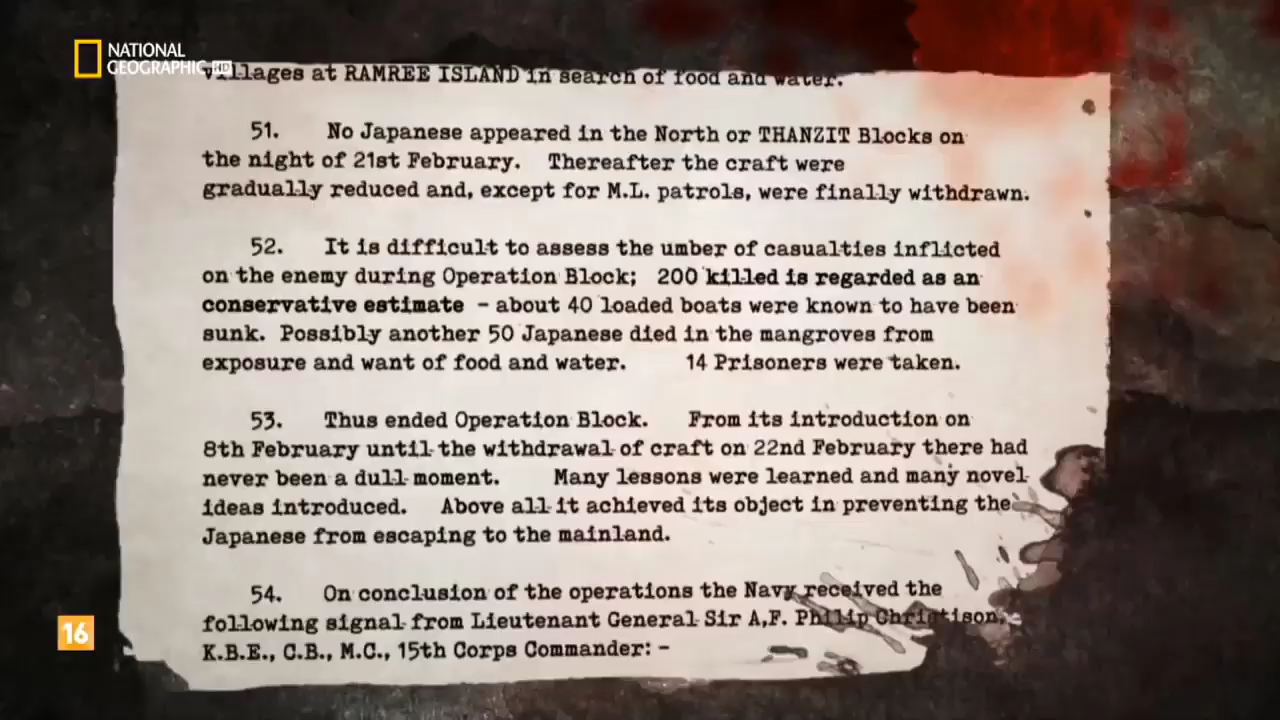 NATIONAL
GEOGRAPHIC HD
villages at RAMREE ISLAND in search of food and water.
51. No Japanese appeared in the North or THANZIT Blocks on
the night of 21st February. Thereafter the craft were
gradually reduced and, except for M.L. patrols, were finally withdrawn.
52. It is difficult to assess the umber of casualties inflicted
on the enemy during Operation Block; 200 killed is regarded as an
conservative estimate - about 40 loaded boats were known to have been
sunk. Possibly another 50 Japanese died in the mangroves from
exposure and want of food and water. 14 Prisoners were taken.
53. Thus ended Operation Block. From its introduction on
8th February until the withdrawal of craft on 22nd February there had
never been a dull moment. Many lessons were learned and many novel
ideas introduced. Above all it achieved its object in preventing the
Japanese from escaping to the mainland.
54. On conclusion of the operations the Navy received the
following signal from Lieutenant General Sir A,F. Philip Christison,
K.B.E., C.B., M.C., 15th Corps Commander: -
16